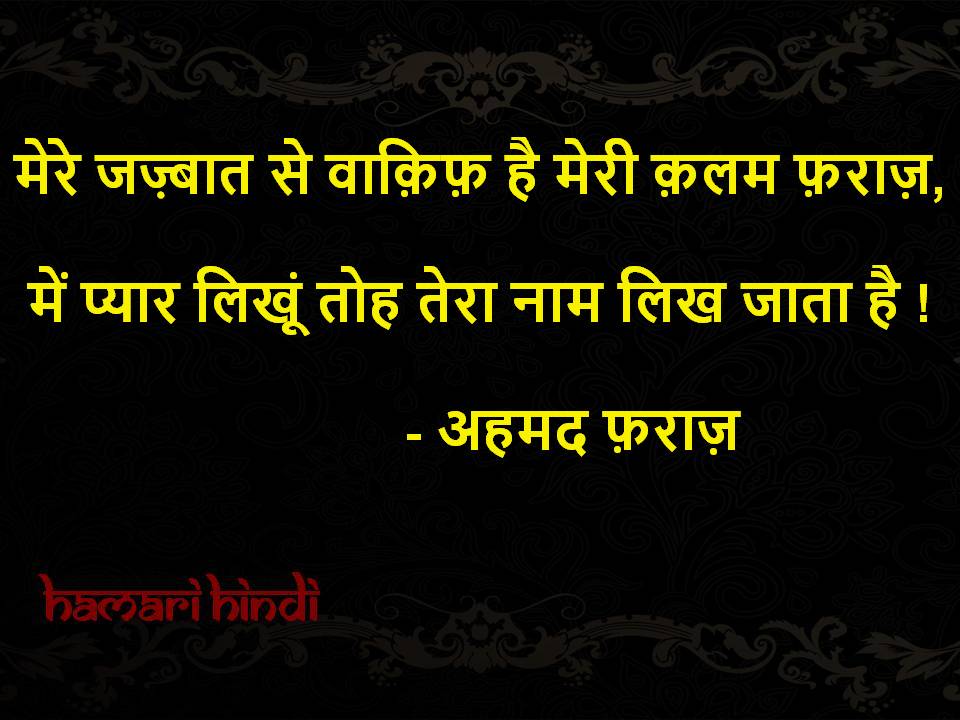 मेरे जज़्बात से वाक़िफ़ है मेरी क़लम फ़राज़,
में प्यार लिखूं तोह तेरा नाम लिख जाता है !
- अहमद फ़राज़
HAMARI HINDI